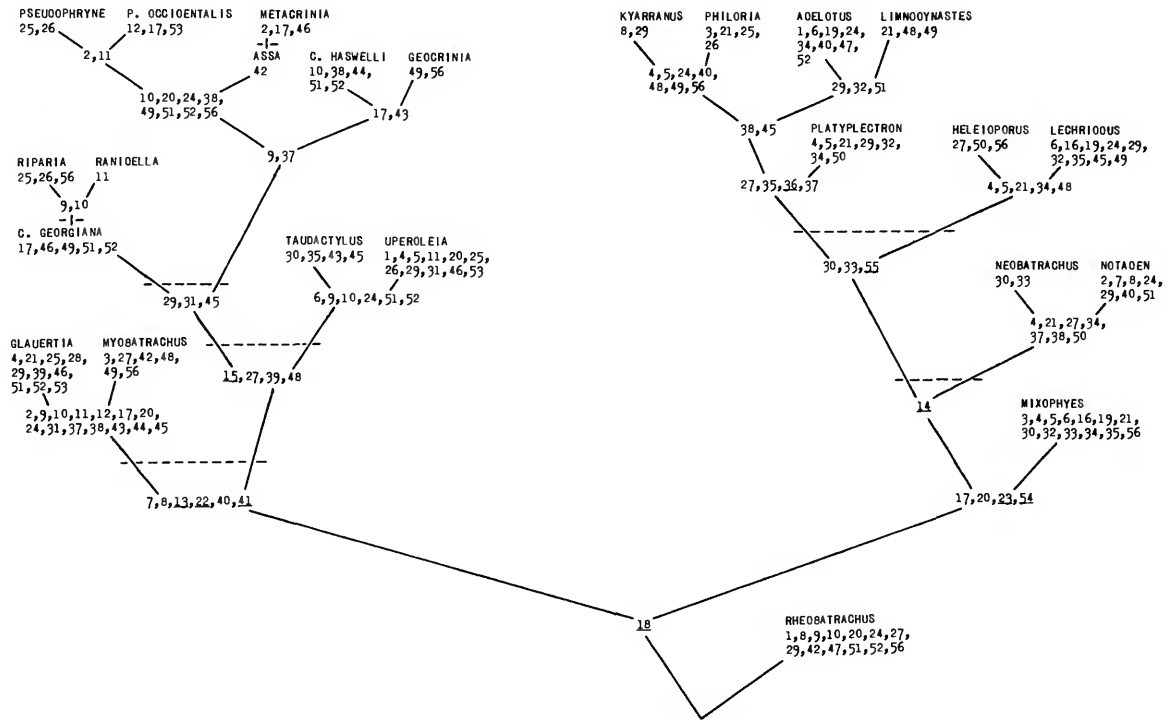 PSEUDOPHRYNE
25,26
P. OCCIOENTALIS
12,17,53
METACRINIA
2,17,46
2,11
ASSA
42
C. HASWELLI
10,38,44,
51,52
GEOCRINIA
49,56
10,20,24,38,
49,51,52,56
17,43
9,37
RIPARIA
25,26,56
RANIOELLA
11
9,10
C. GEORGIANA
17,46,49,51,52
29,31,45
TAUDACTYLUS
30,35,43,45
UPEROLEIA
1,4,5,11,20,25,
26,29,31,46,53
6,9,10,24,51,52
15,27,39,48
GLAUERTIA
4,21,25,28,
29,39,46,
51,52,53
MYOBATRACHUS
3,27,42,48,
49,56
2,9,10,11,12,17,20,
24,31,37,38,43,44,45
7,8,13,22,40,41
KYARRANUS
8,29
PHILORIA
3,21,25,
26
AOELOTUS
1,6,19,24,
34,40,47,
52
LIMNOOYNASTES
21,48,49
4,5,24,40,
48,49,56
29,32,51
38,45
PLATYPLECTRON
4,5,21,29,32,
34,50
27,35,36,37
HELEIOPORUS
27,50,56
LECHRIOOUS
6,16,19,24,29,
32,35,45,49
4,5,21,34,48
30,33,55
NEOBATRACHUS
30,33
NOTAOEN
2,7,8,24,
29,40,51
4,21,27,34,
37,38,50
14
MIXOPHYES
3,4,5,6,16,19,21,
30,32,33,34,35,56
17,20,23,54
18
RHEOBATRACHUS
1,8,9,10,20,24,27,
29,42,47,51,52,56